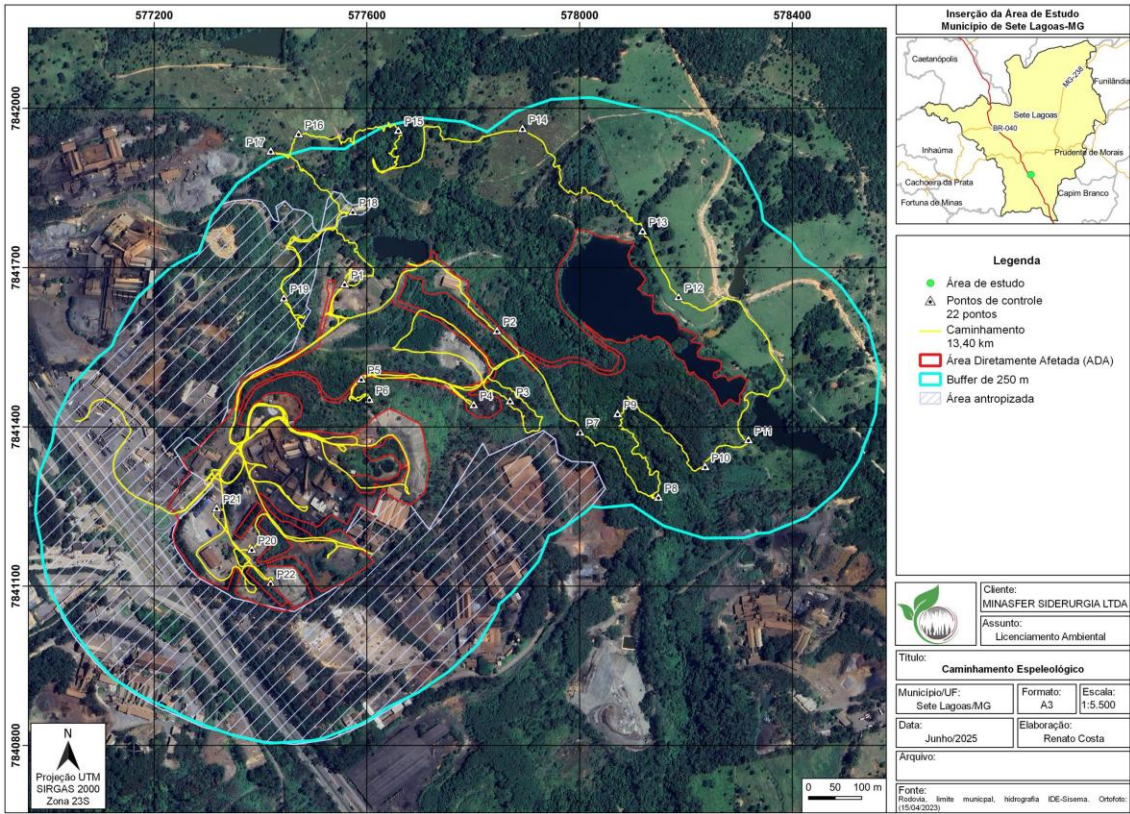 577200
577600
578000
578400
7842000
7841700
7841400
7841100
7840800
P14
P15
P16
P17
P18
P13
P12
P1
P19
P2
P5
P6
P4
P3
P9
P7
P11
P10
P8
P21
P20
P22
N
Projeção UTM
SIRGAS 2000
Zona 23S
0 50 100 m
Inserção da Área de Estudo
Município de Sete Lagoas-MG
Caetanópolis
MG-238
Funilândia
Sete Lagoas
BR-040
Inhaúma
Prudente de Morais
Cachoeira da Prata
Capim Branco
Fortuna de Minas
Legenda
Área de estudo
Pontos de controle
22 pontos
Caminhamento
13,40 km
Área Diretamente Afetada (ADA)
Buffer de 250 m
Área antropizada
Cliente:
MINASFER SIDERURGIA LTDA
Assunto:
Licenciamento Ambiental
Título:
Caminhamento Espeleológico
Município/UF:
Sete Lagoas/MG
Formato:
A3
Escala:
1:5.500
Data:
Junho/2025
Elaboração:
Renato Costa
Arquivo:
Fonte:
Rodovia, limite municpal, hidrografia IDE-Sisema. Ortofoto:
(15/04/2023)